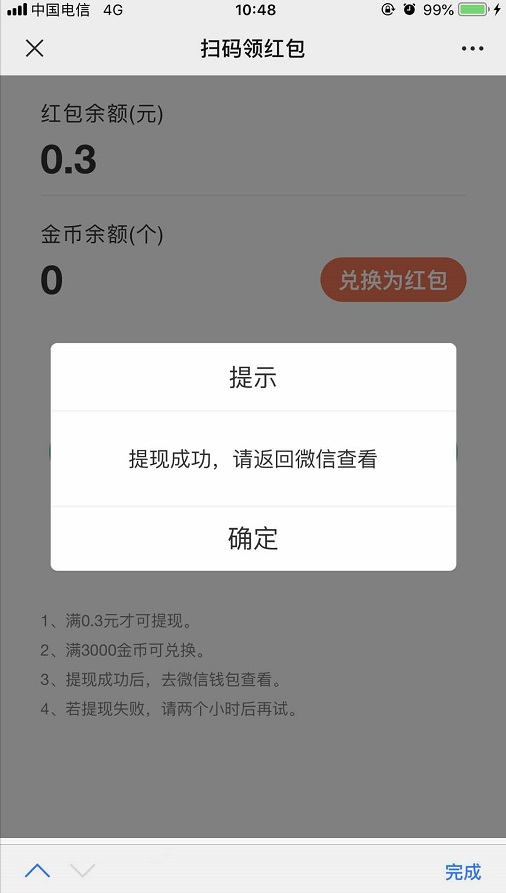 中国电信 4G 10:48 99%
扫码领红包
红包余额(元)
0.3
金币余额(个)
0
兑换为红包
提示
提现成功，请返回微信查看
确定
1、满0.3元才可提现。
2、满3000金币可兑换。
3、提现成功后，去微信钱包查看。
4、若提现失败，请两个小时后再试。
完成